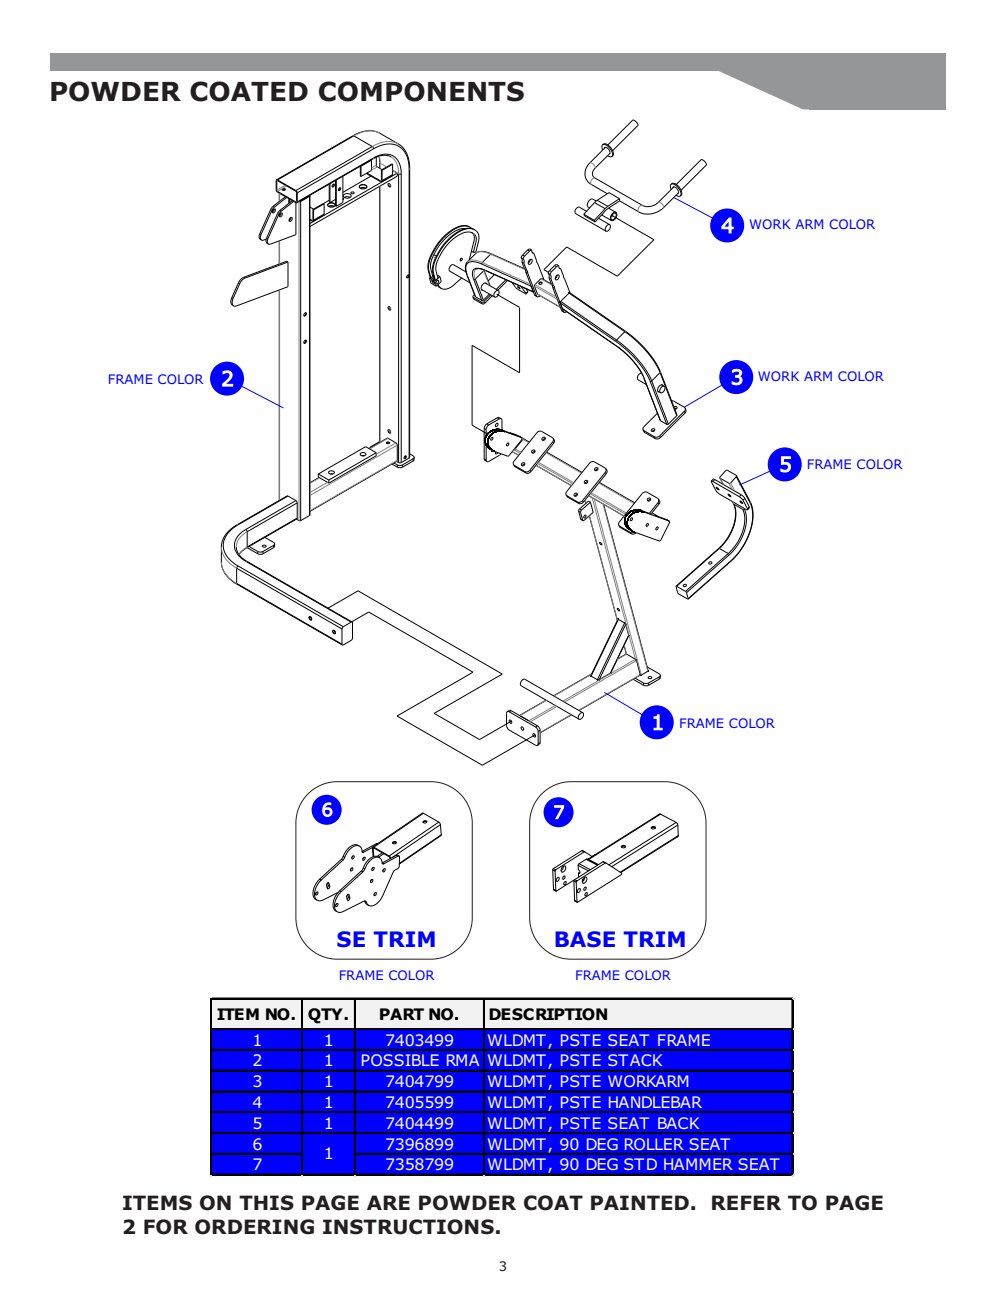 POWDER COATED COMPONENTS
4 WORK ARM COLOR
FRAME COLOR 2
3 WORK ARM COLOR
5 FRAME COLOR
1 FRAME COLOR
6
SE TRIM
FRAME COLOR
7
BASE TRIM
FRAME COLOR
ITEM NO. QTY. PART NO. DESCRIPTION
1 1 7403499 WLDMT, PSTE SEAT FRAME
2 1 POSSIBLE RMA WLDMT, PSTE STACK
3 1 7404799 WLDMT, PSTE WORKARM
4 1 7405599 WLDMT, PSTE HANDLEBAR
5 1 7404499 WLDMT, PSTE SEAT BACK
6 1 7396899 WLDMT, 90 DEG ROLLER SEAT
7 7358799 WLDMT, 90 DEG STD HAMMER SEAT
ITEMS ON THIS PAGE ARE POWDER COAT PAINTED. REFER TO PAGE
2 FOR ORDERING INSTRUCTIONS.
3